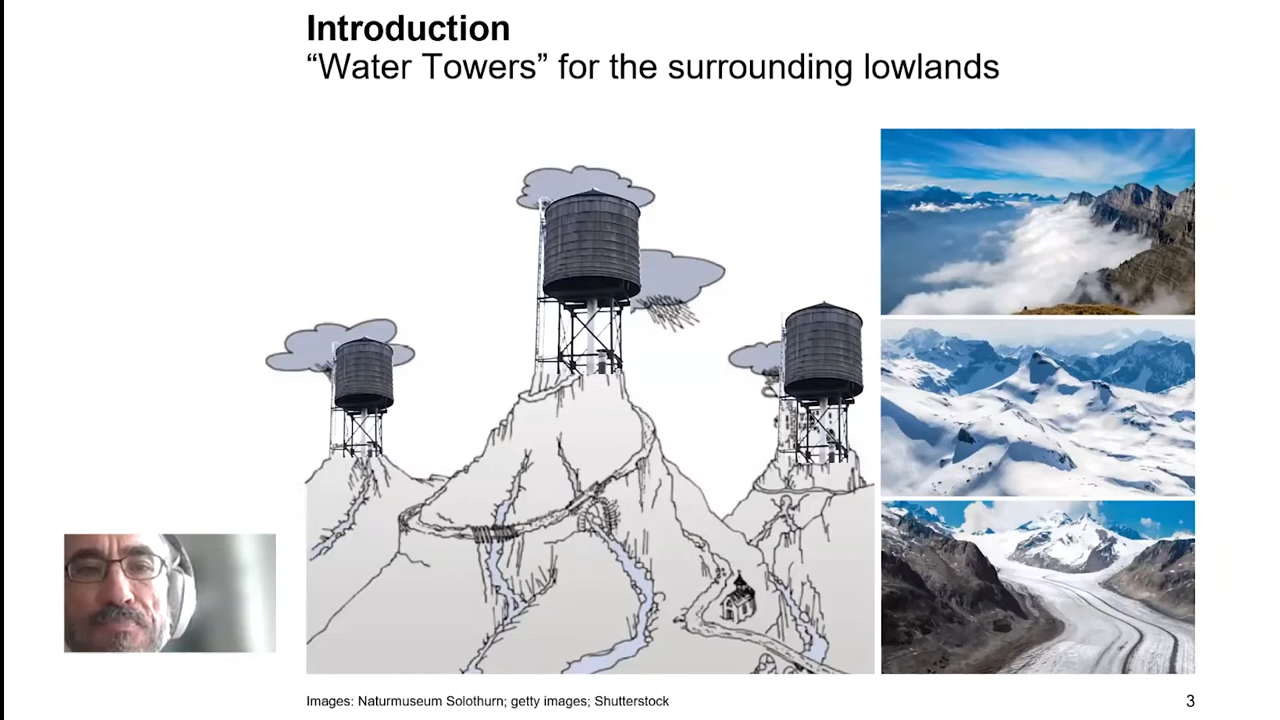 Introduction
“Water Towers” for the surrounding lowlands
Images: Naturmuseum Solothurn; getty images; Shutterstock
3